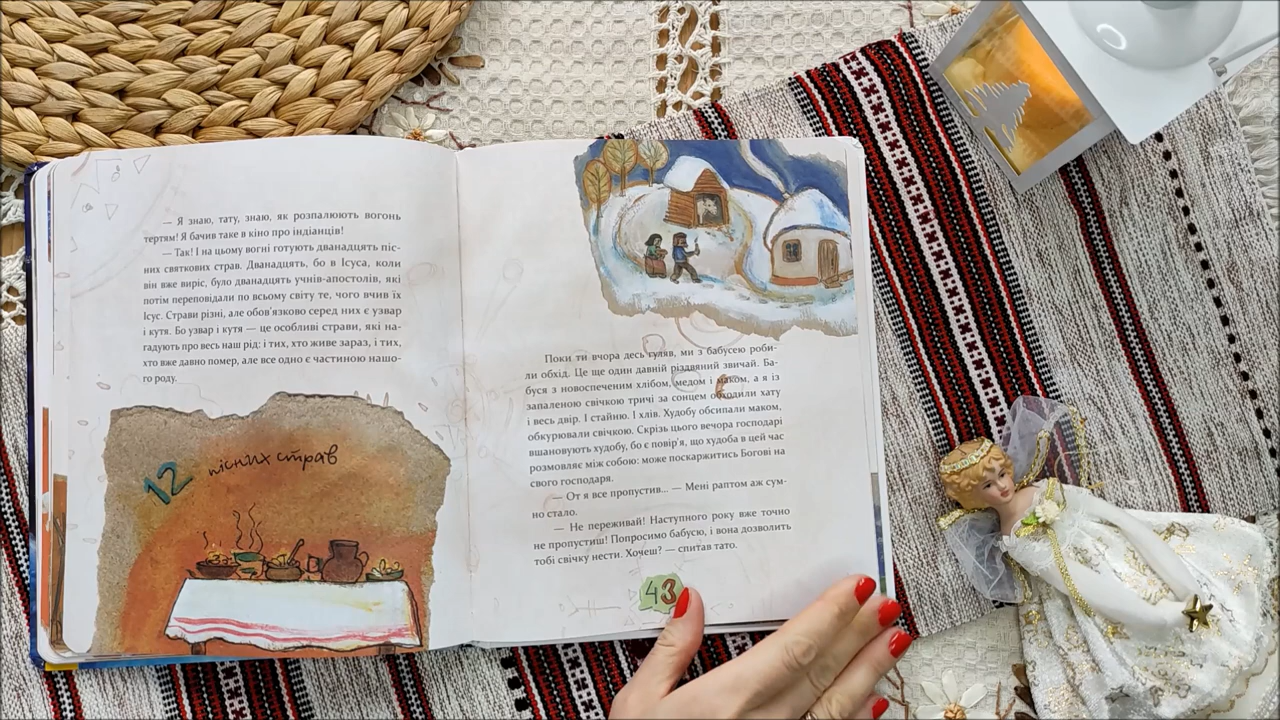 — Я знаю, тату, знаю, як розпалюють вогонь
тертям! Я бачив таке в кіно про індіанців!
— Так! І на цьому вогні готують дванадцять піс-
них святкових страв. Дванадцять, бо в Ісуса, коли
він вже виріс, було дванадцять учнів-апостолів, які
потім переповідали по всьому світу те, чого вчив їх
Ісус. Страви різні, але обов'язково серед них є узвар
і кутя. Бо узвар і кутя — це особливі страви, які на-
гадують про весь наш рід: і тих, хто живе зараз, і тих,
хто вже давно помер, але все одно є частиною нашо-
го роду.
12 пісних страв
Поки ти вчора десь гуляв, ми з бабусею роби-
ли обхід. Це ще один давній різдвяний звичай. Ба-
буся з новоспеченим хлібом, медом і маком, а я із
запаленою свічкою тричі за сонцем обходили хату
і весь двір. І стайню. І хлів. Худобу обсипали маком,
обкурювали свічкою. Скрізь цього вечора господарі
вшановують худобу, бо є повір'я, що худоба в цей час
розмовляє між собою: може поскаржитись Богові на
свого господаря.
— От я все пропустив... — Мені раптом аж сум-
но стало.
— Не переживай! Наступного року вже точно
не пропустиш! Попросимо бабусю, і вона дозволить
тобі свічку нести. Хочеш? — спитав тато.
43